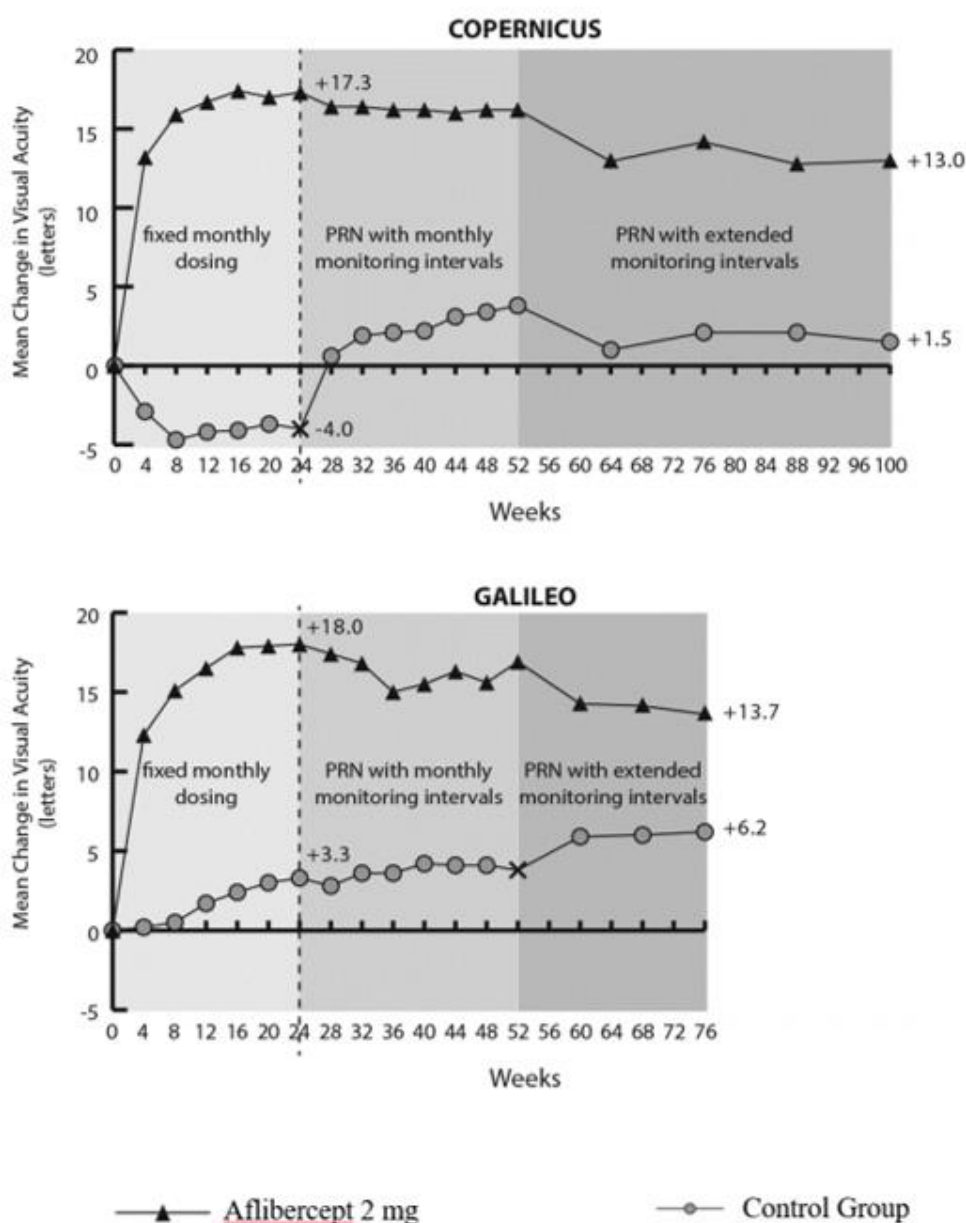 COPERNICUS
Mean Change in Visual Acuity
(letters)
20
15
10
5
0
-5
+17.3
+13.0
fixed monthly
dosing
PRN with monthly
monitoring intervals
PRN with extended
monitoring intervals
+1.5
-4.0
0 4 8 12 16 20 24 28 32 36 40 44 48 52 56 60 64 68 72 76 80 84 88 92 96 100
Weeks
GALILEO
Mean Change in Visual Acuity
(letters)
20
15
10
5
0
-5
+18.0
+13.7
fixed monthly
dosing
PRN with monthly
monitoring intervals
PRN with extended
monitoring intervals
+3.3
+6.2
0 4 8 12 16 20 24 28 32 36 40 44 48 52 56 60 64 68 72 76
Weeks
Aflibercept 2 mg
Control Group